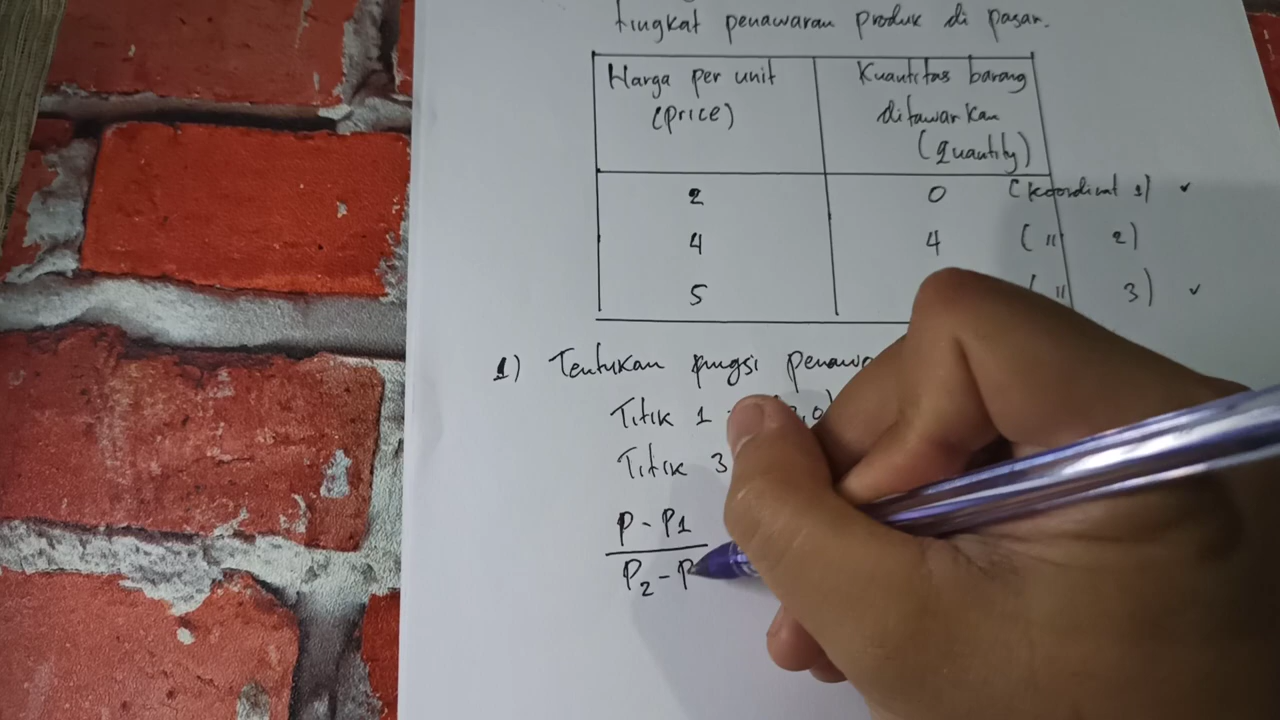 tingkat penawaran produk di pasar.
Harga per unit
(price)
Kuantitas barang
ditawarkan
(quantity)
2 0 (Koordinat 1) ✓
4 4 ( " 2)
5 ( " 3) ✓
1) Tentukan fungsi
Titik 1
Titik 3
P - P1
P2 - P